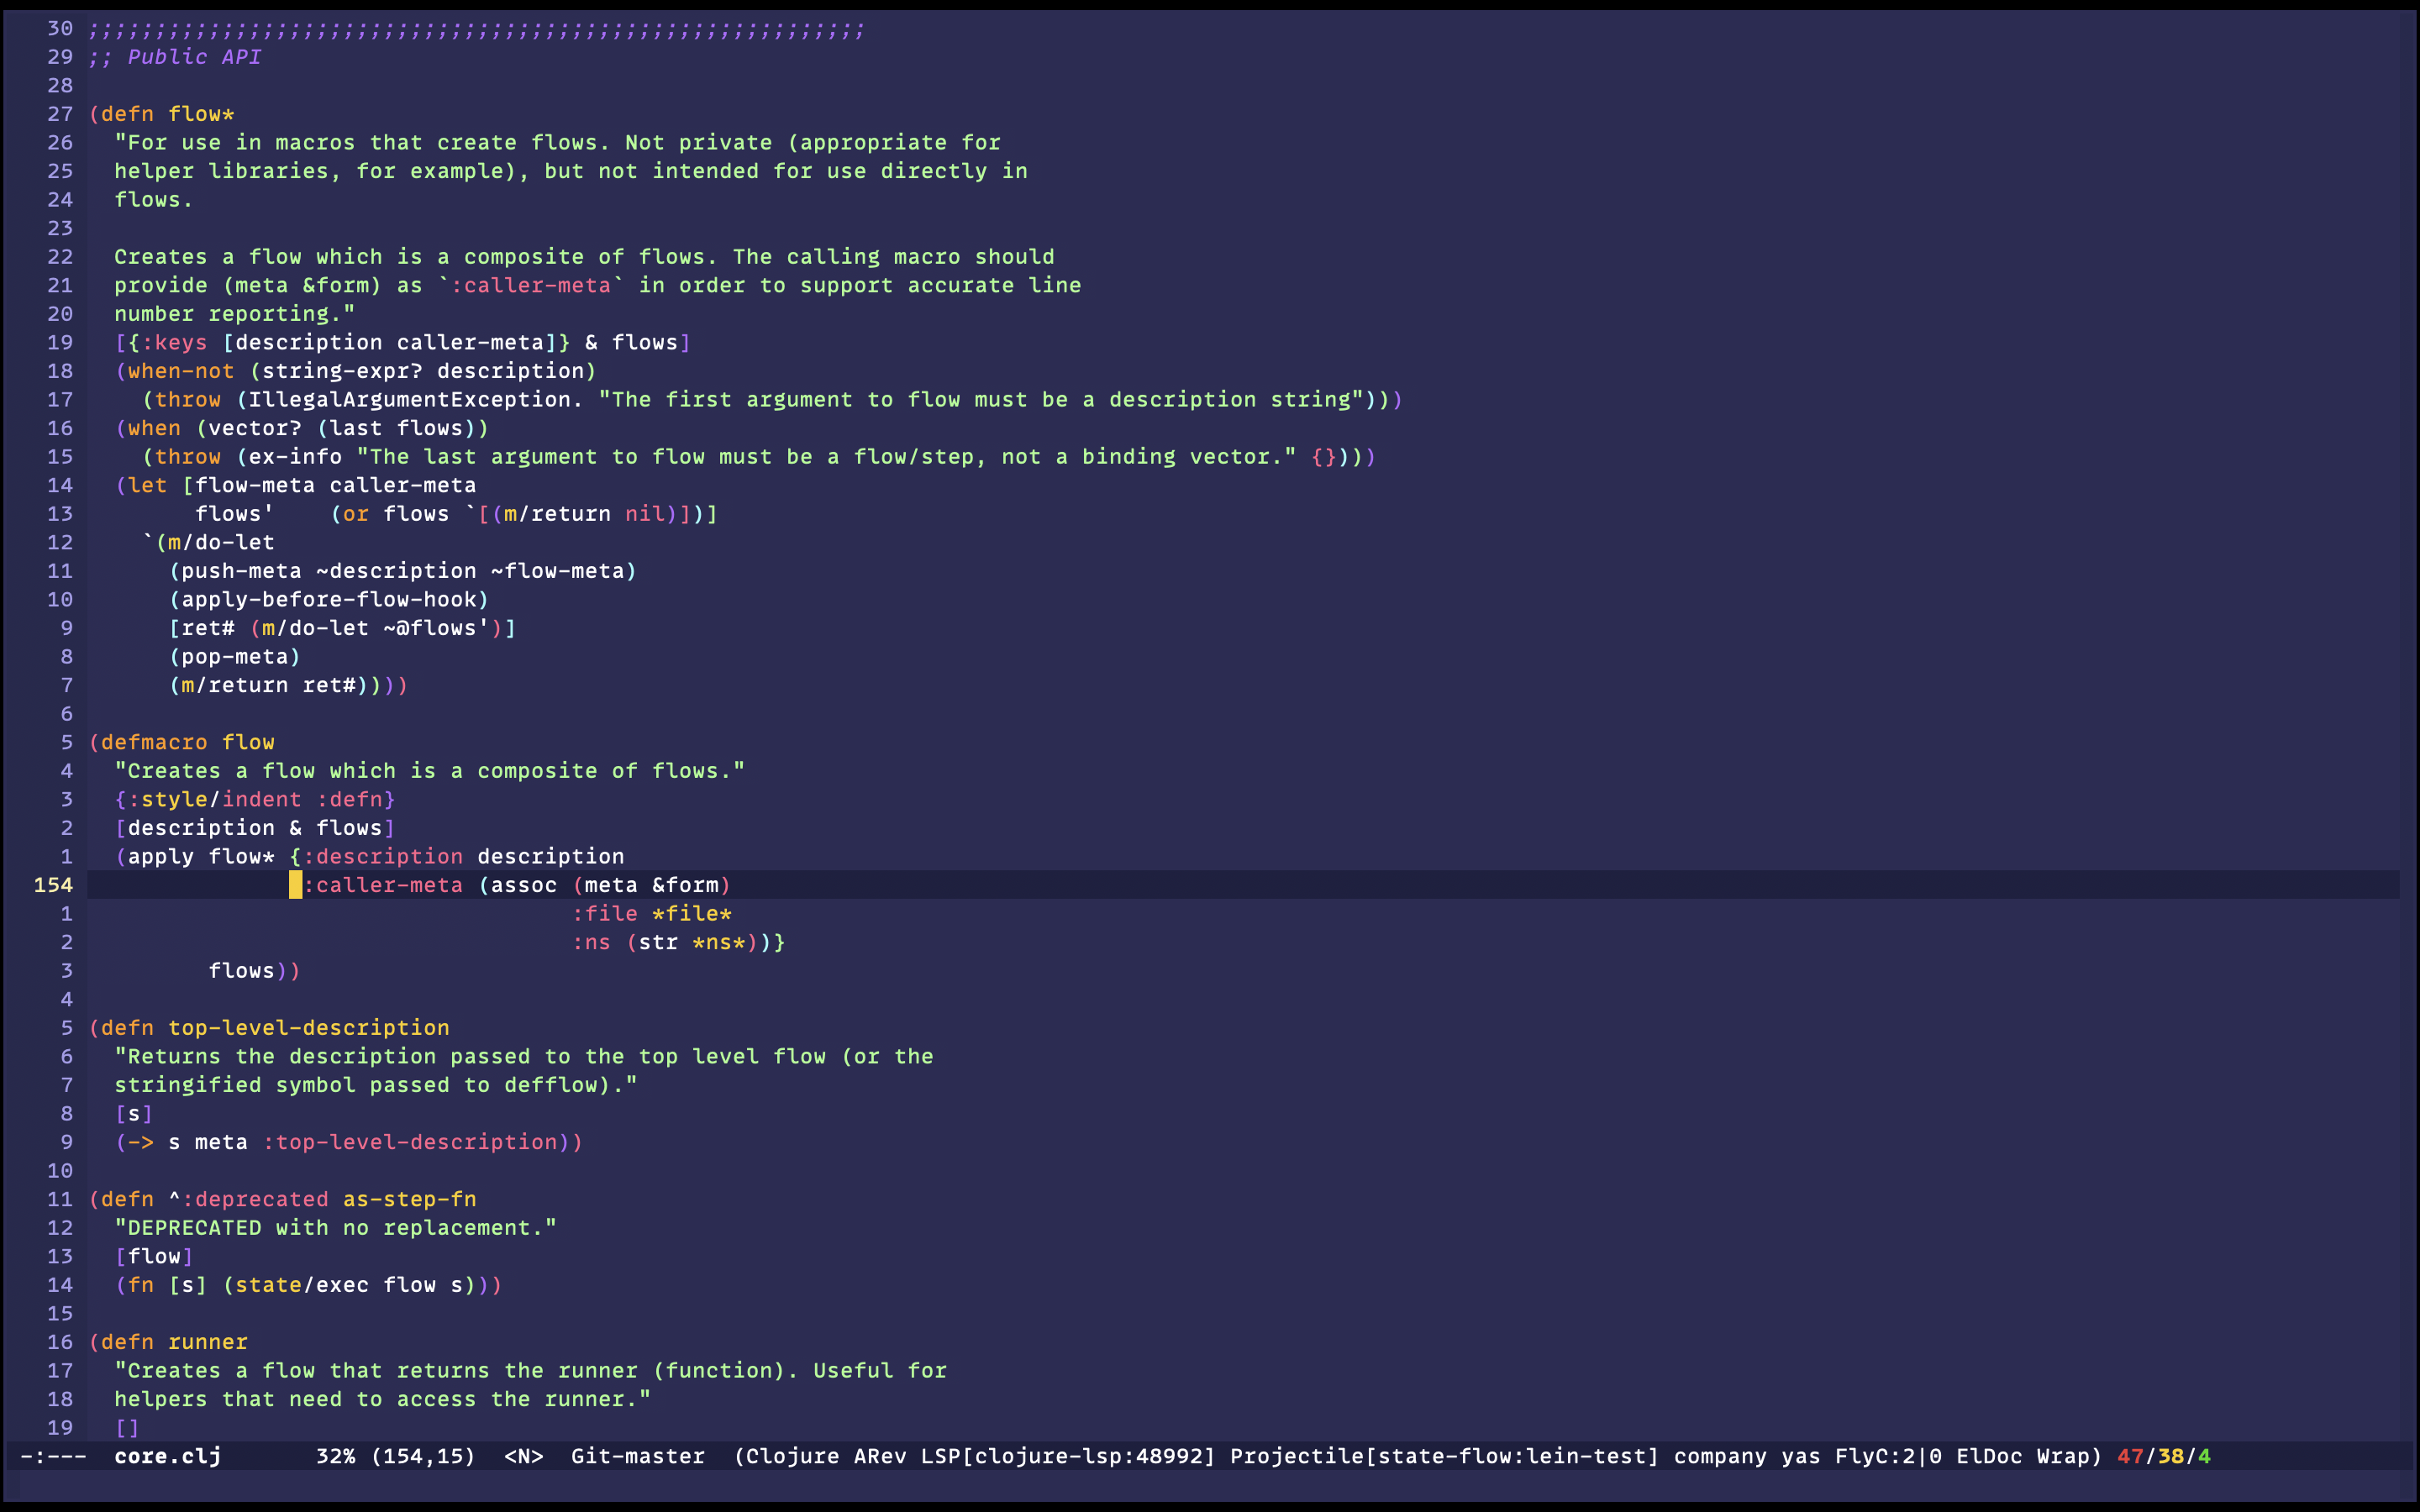 30 ;;;;;;;;;;;;;;;;;;;;;;;;;;;;;;;;;;;;;;;;;;;;;;;;;;;;;;;;;;
29 ;; Public API
28
27 (defn flow*
26   "For use in macros that create flows. Not private (appropriate for
25   helper libraries, for example), but not intended for use directly in
24   flows.
23
22   Creates a flow which is a composite of flows. The calling macro should
21   provide (meta &form) as `:caller-meta` in order to support accurate line
20   number reporting."
19   [{:keys [description caller-meta]} & flows]
18   (when-not (string-expr? description)
17     (throw (IllegalArgumentException. "The first argument to flow must be a description string")))
16   (when (vector? (last flows))
15     (throw (ex-info "The last argument to flow must be a flow/step, not a binding vector." {})))
14   (let [flow-meta caller-meta
13         flows'    (or flows `[(m/return nil)])]
12     `(m/do-let
11       (push-meta ~description ~flow-meta)
10       (apply-before-flow-hook)
9       [ret# (m/do-let ~@flows')]
8       (pop-meta)
7       (m/return ret#))))
6
5 (defmacro flow
4   "Creates a flow which is a composite of flows."
3   {:style/indent :defn}
2   [description & flows]
1   (apply flow* {:description description
154                :caller-meta (assoc (meta &form)
1                                     :file *file*
2                                     :ns (str *ns*))}
3          flows))
4
5 (defn top-level-description
6   "Returns the description passed to the top level flow (or the
7   stringified symbol passed to defflow)."
8   [s]
9   (-> s meta :top-level-description))
10
11 (defn ^:deprecated as-step-fn
12   "DEPRECATED with no replacement."
13   [flow]
14   (fn [s] (state/exec flow s)))
15
16 (defn runner
17   "Creates a flow that returns the runner (function). Useful for
18   helpers that need to access the runner."
19   []
-:---  core.clj       32% (154,15)  <N>  Git-master  (Clojure ARev LSP[clojure-lsp:48992] Projectile[state-flow:lein-test] company yas FlyC:2|0 ElDoc Wrap) 47/38/4